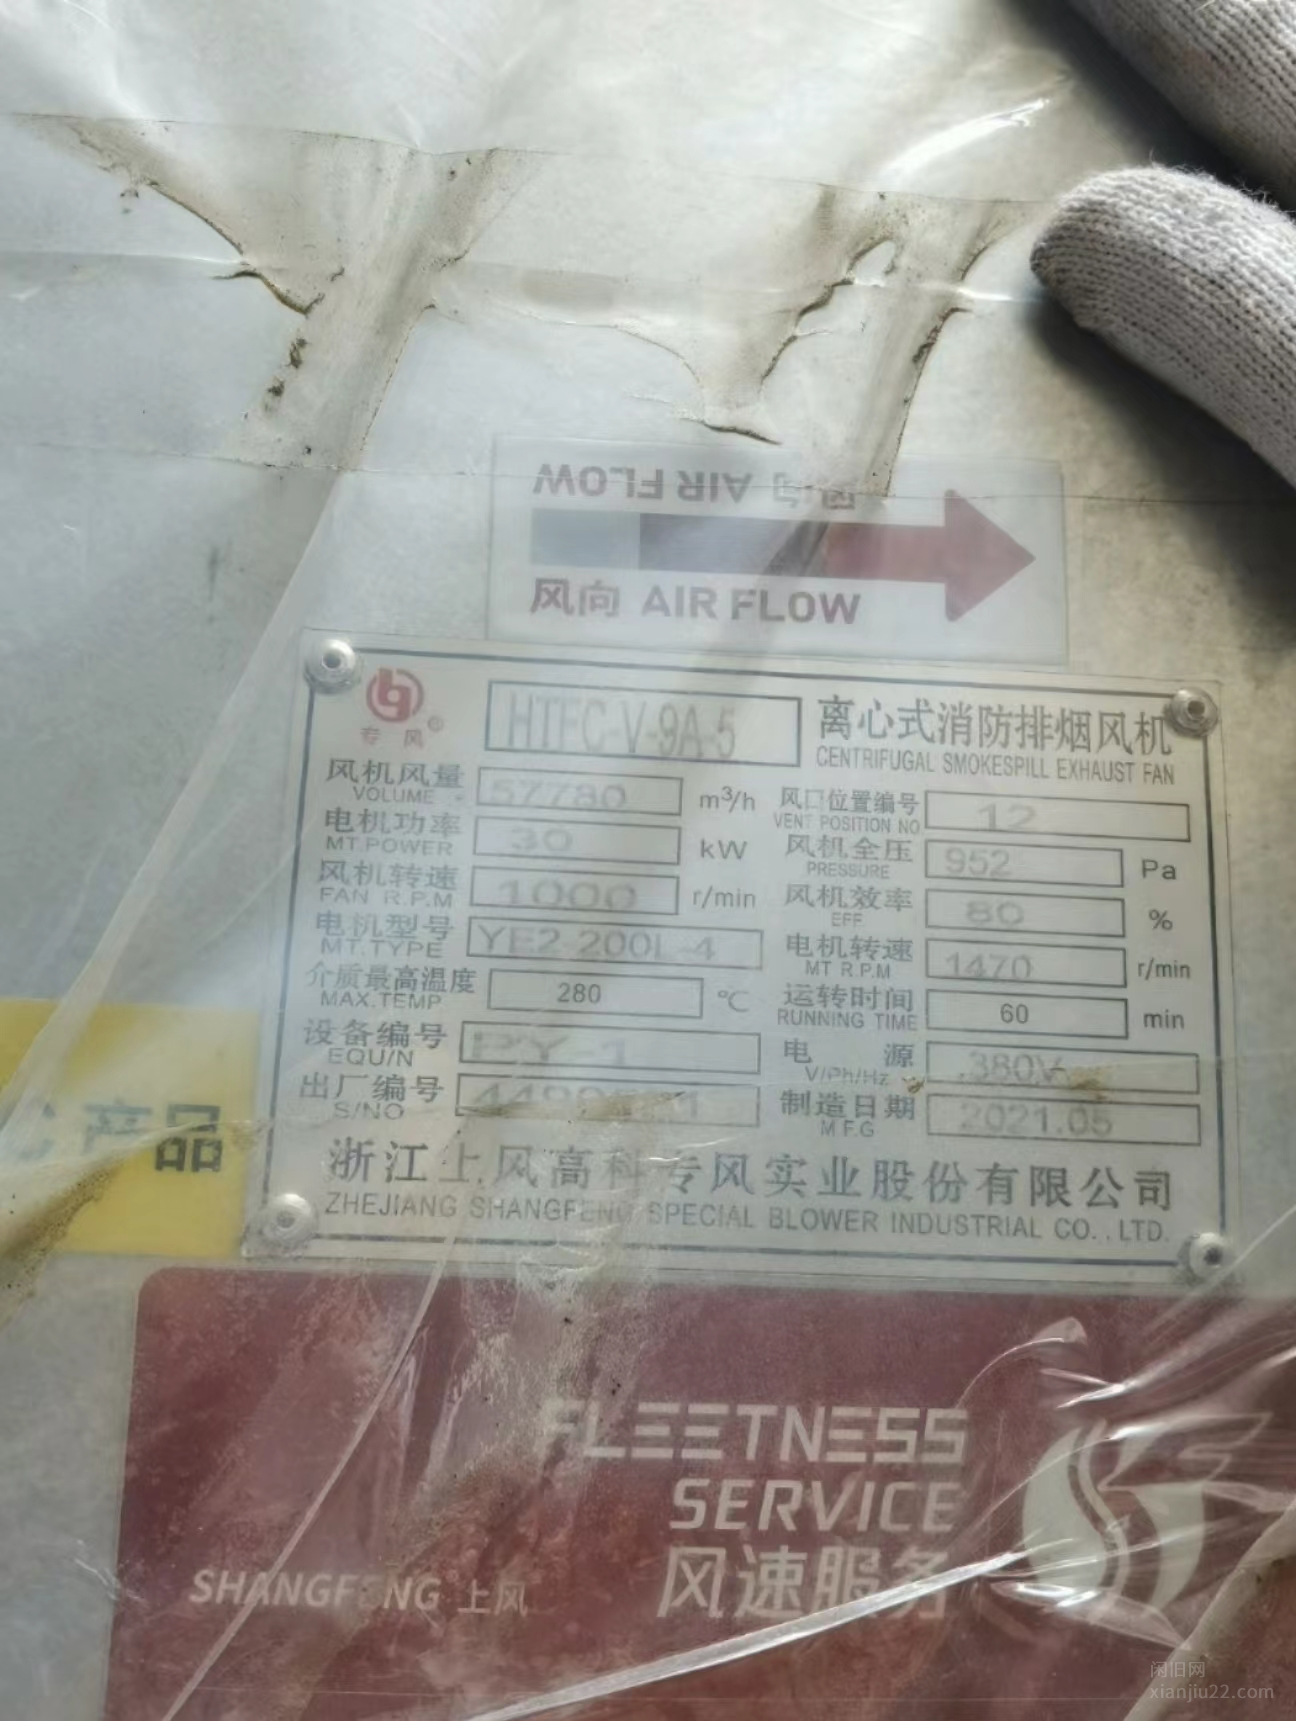 风向 AIR FLOW
风向 AIR FLOW
专风®
HTFC-V-9A-5
离心式消防排烟风机
CENTRIFUGAL SMOKESPILL EXHAUST FAN
风机风量 57780 m³/h
VOLUME
风口位置编号 12
VENT POSITION NO
电机功率 30 kW
MT.POWER
风机全压 952 Pa
PRESSURE
风机转速 1000 r/min
FAN R.P.M
风机效率 80 %
EFF
电机型号 YE2-200L-4
MT.TYPE
电机转速 1470 r/min
MT R.P.M
介质最高温度 280 ℃
MAX.TEMP
运转时间 60 min
RUNNING TIME
设备编号 PY-1
EQU/N
电 源 380V
V/Ph/Hz
出厂编号
S/NO
制造日期 2021.05
M F.G
浙江上风高科专风实业股份有限公司
ZHEJIANG SHANGFENG SPECIAL BLOWER INDUSTRIAL CO.,LTD.
产品
FLEETNESS
SERVICE
风速服务
SHANGFENG 上风
闲旧网
xianjiu22.com